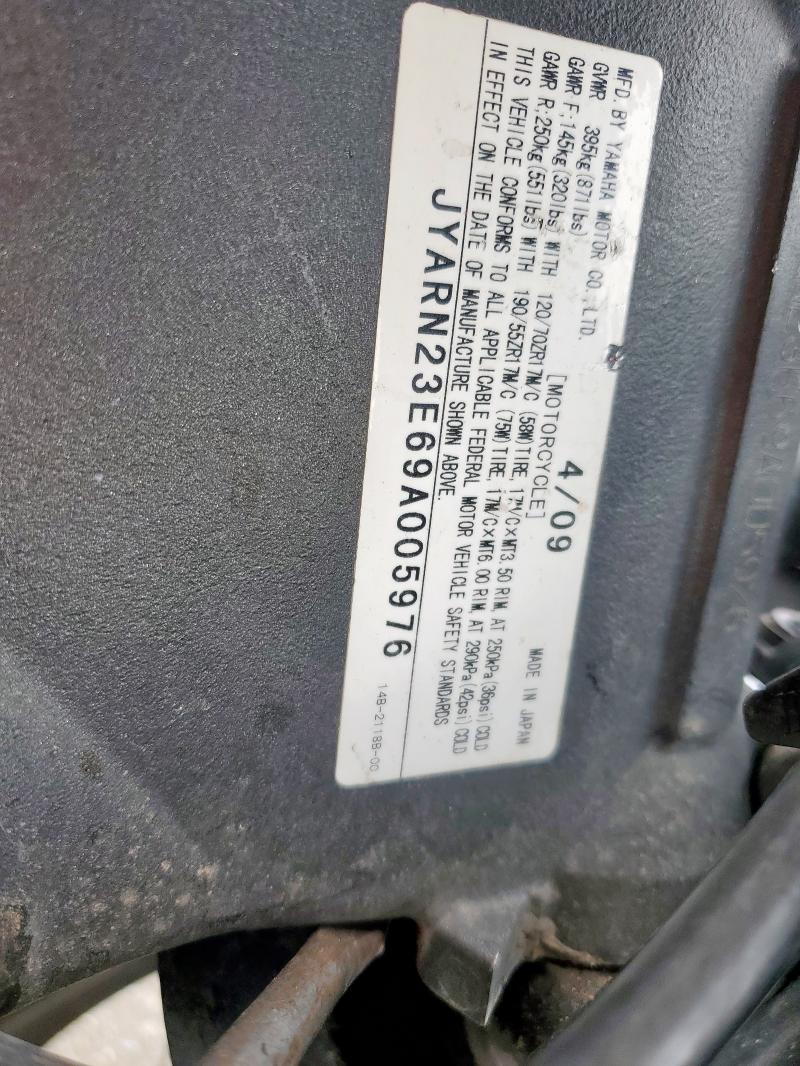 MFD. BY YAMAHA MOTOR CO., LTD. 4/09
GVWR 395kg(871lbs) [MOTORCYCLE] MADE IN JAPAN
GAWR F;145kg(320lbs) WITH 120/70ZR17M/C (58W)TIRE, 17M/C×MT3.50 RIM, AT 250kPa(36psi)COLD
GAWR R;250kg(551lbs) WITH 190/55ZR17M/C (75W)TIRE, 17M/C×MT6.00 RIM, AT 290kPa(42psi)COLD
THIS VEHICLE CONFORMS TO ALL APPLICABLE FEDERAL MOTOR VEHICLE SAFETY STANDARDS
IN EFFECT ON THE DATE OF MANUFACTURE SHOWN ABOVE.
JYARN23E69A005976
14B-2118B-00